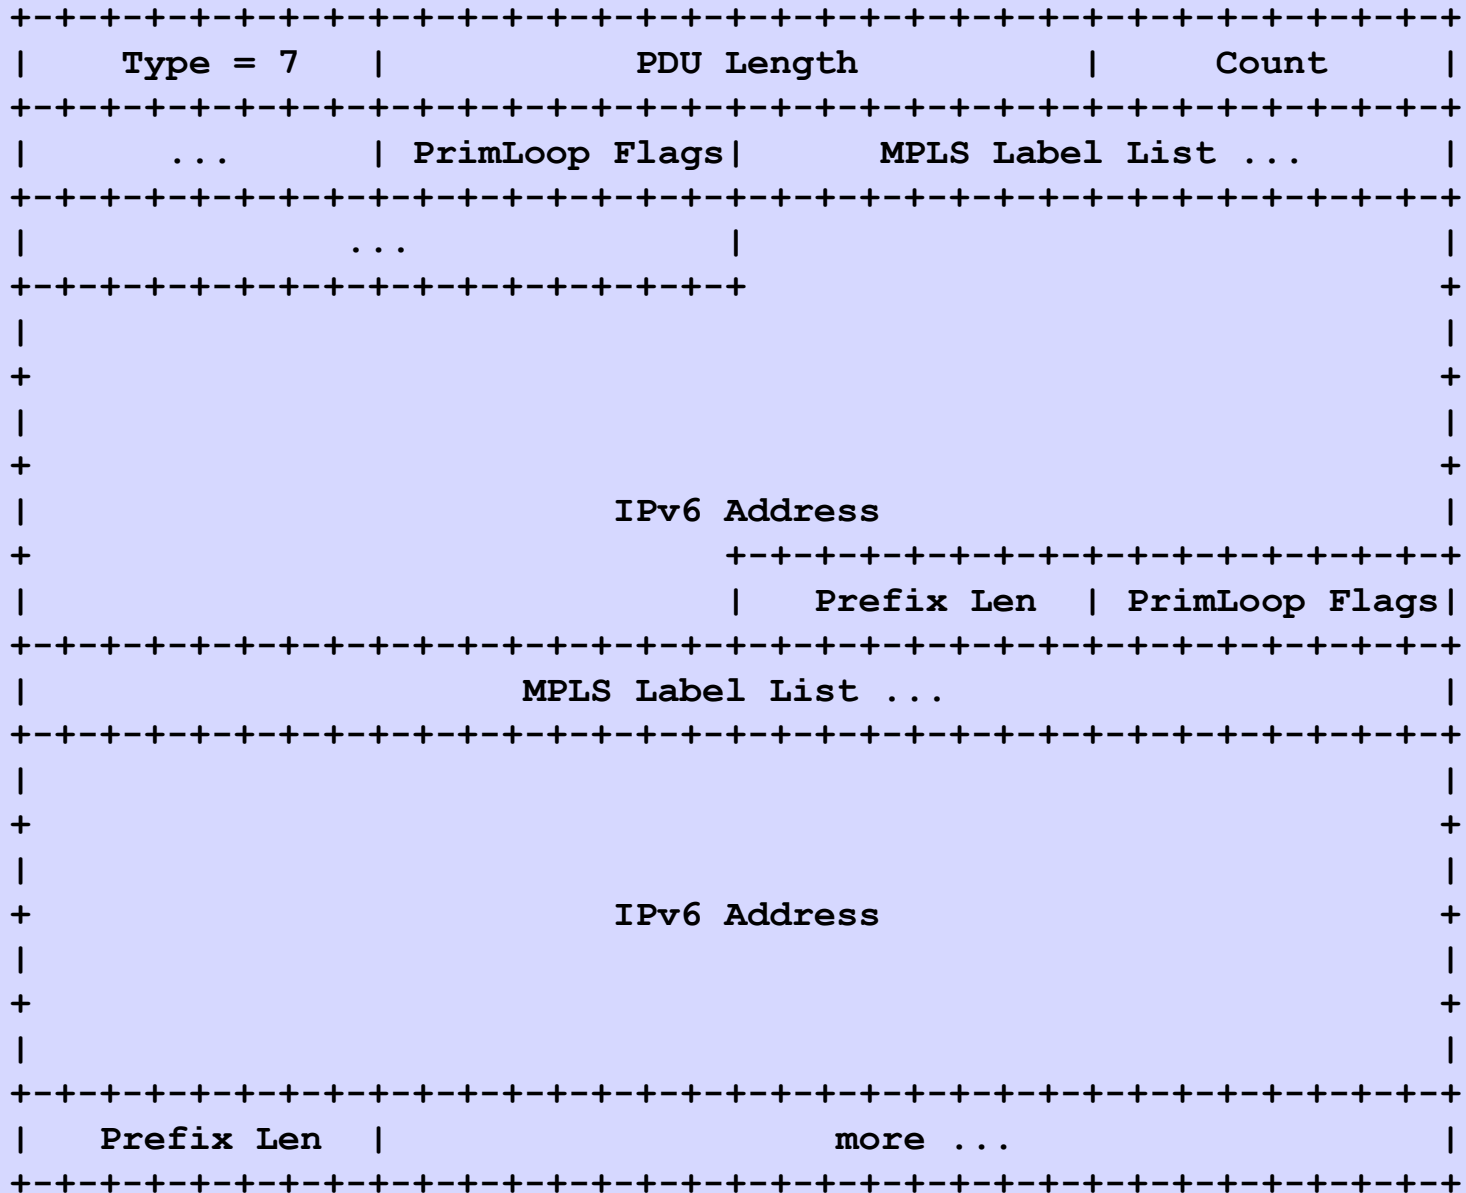 +-+-+-+-+-+-+-+-+-+-+-+-+-+-+-+-+-+-+-+-+-+-+-+-+-+-+-+-+-+-+-+-+
|    Type = 7   |           PDU Length          |     Count     |
+-+-+-+-+-+-+-+-+-+-+-+-+-+-+-+-+-+-+-+-+-+-+-+-+-+-+-+-+-+-+-+-+
|      ...      | PrimLoop Flags|      MPLS Label List ...      |
+-+-+-+-+-+-+-+-+-+-+-+-+-+-+-+-+-+-+-+-+-+-+-+-+-+-+-+-+-+-+-+-+
|              ...              |                               |
+-+-+-+-+-+-+-+-+-+-+-+-+-+-+-+-+                               +
|                                                               |
+                                                               +
|                                                               |
+                                                               +
|                          IPv6 Address                         |
+                               +-+-+-+-+-+-+-+-+-+-+-+-+-+-+-+-+
|                               |   Prefix Len  | PrimLoop Flags|
+-+-+-+-+-+-+-+-+-+-+-+-+-+-+-+-+-+-+-+-+-+-+-+-+-+-+-+-+-+-+-+-+
|                      MPLS Label List ...                      |
+-+-+-+-+-+-+-+-+-+-+-+-+-+-+-+-+-+-+-+-+-+-+-+-+-+-+-+-+-+-+-+-+
|                                                               |
+                                                               +
|                                                               |
+                          IPv6 Address                         +
|                                                               |
+                                                               +
|                                                               |
+-+-+-+-+-+-+-+-+-+-+-+-+-+-+-+-+-+-+-+-+-+-+-+-+-+-+-+-+-+-+-+-+
|   Prefix Len  |                    more ...                   |
+-+-+-+-+-+-+-+-+-+-+-+-+-+-+-+-+-+-+-+-+-+-+-+-+-+-+-+-+-+-+-+-+